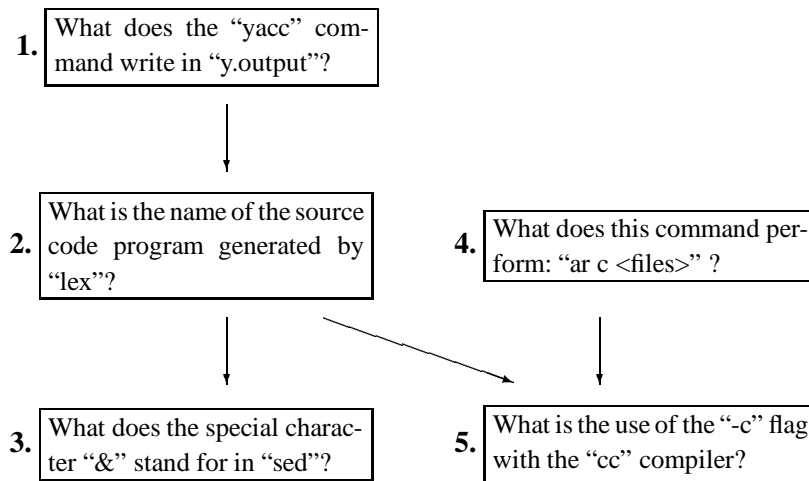 1. What does the “yacc” com-
mand write in “y.output”?
2. What is the name of the source
code program generated by
“lex”?
4. What does this command per-
form: “ar c <files>” ?
3. What does the special charac-
ter “&” stand for in “sed”?
5. What is the use of the “-c” flag
with the “cc” compiler?